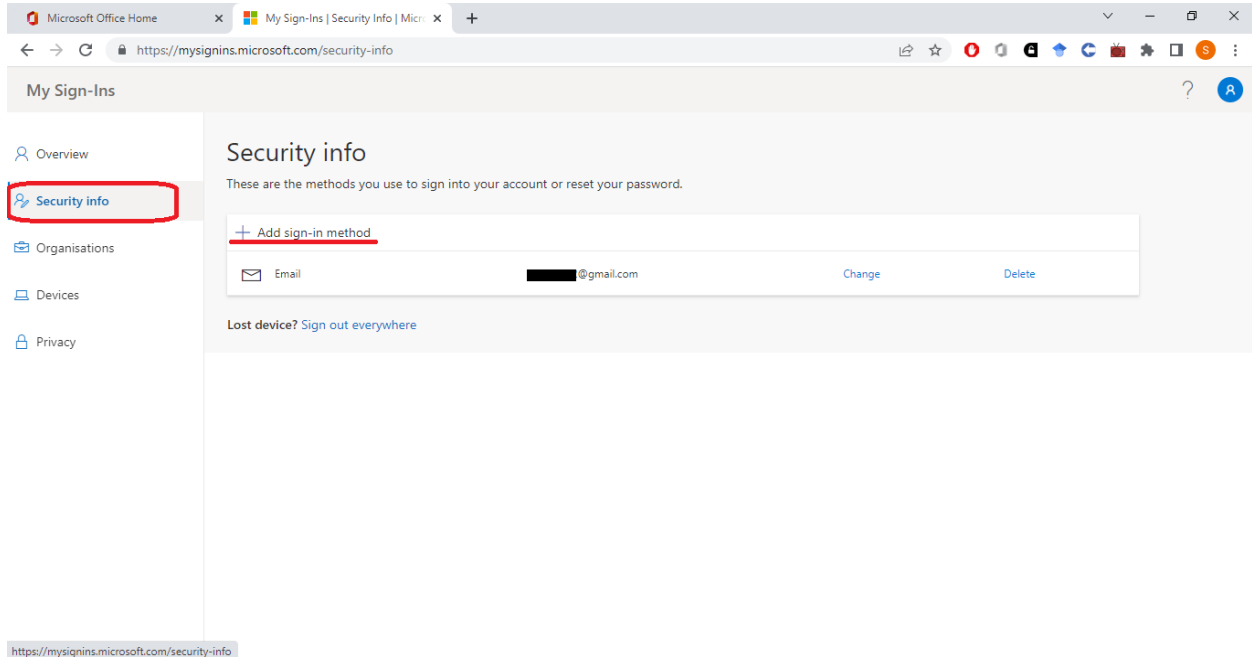 Microsoft Office Home
My Sign-Ins | Security Info | Micr
https://mysignins.microsoft.com/security-info
S
My Sign-Ins
?
A
Overview
Security info
Organisations
Devices
Privacy
Security info
These are the methods you use to sign into your account or reset your password.
Add sign-in method
Email @gmail.com Change Delete
Lost device? Sign out everywhere
https://mysignins.microsoft.com/security-info